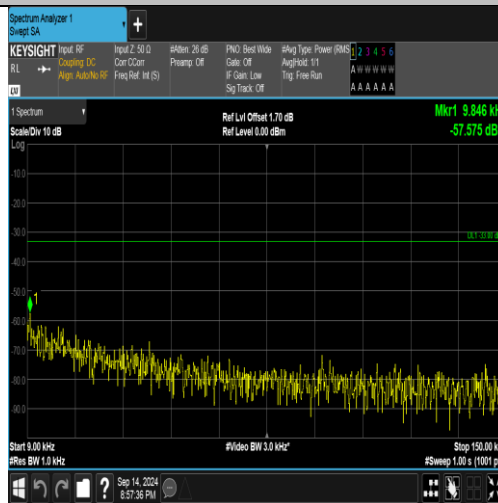 Spectrum Analyzer 1
Swept SA
+
KEYSIGHT Input: RF Input Z: 50 Ω #Atten: 26 dB PNO: Best Wide #Avg Type: Power (RMS 1 2 3 4 5 6
RL Coupling: DC Corr CCorr Preamp: Off Gate: Off Avg|Hold: 1/1 A W W W W W
Align: Auto/No RF Freq Ref: Int (S) IF Gain: Low Trig: Free Run
Sig Track: Off A A A A A A
1 Spectrum Ref Lvl Offset 1.70 dB Mkr1 9.846 kH
Scale/Div 10 dB Ref Level 0.00 dBm -57.575 dB
Log
-10.0
-20.0
-30.0
DL1 -33.00 d
-40.0
-50.0
1
-60.0
-70.0
-80.0
-90.0
Start 9.00 kHz #Video BW 3.0 kHz* Stop 150.00 k
#Res BW 1.0 kHz #Sweep 1.00 s (1001 p
? Sep 14, 2024
8:57:36 PM